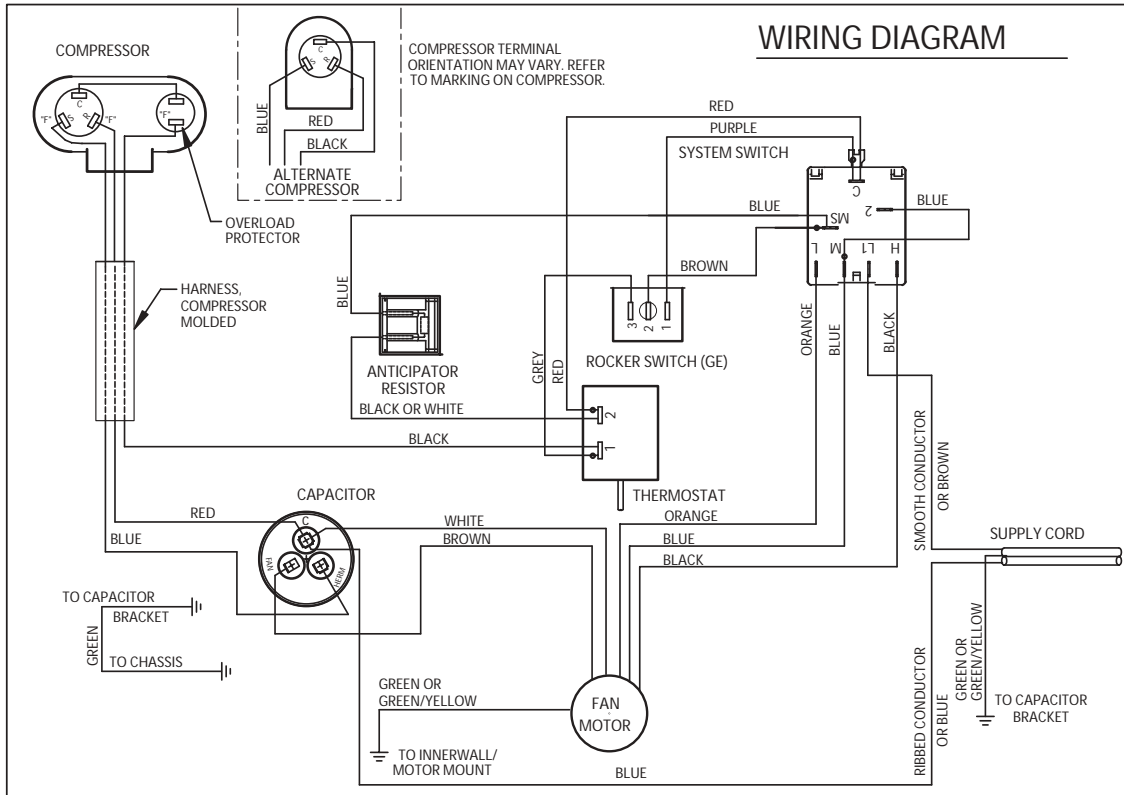 WIRING DIAGRAM
COMPRESSOR
C
S
R
"F"
"F"
"F"
OVERLOAD
PROTECTOR
HARNESS,
COMPRESSOR
MOLDED
C
S
R
BLUE
RED
BLACK
ALTERNATE
COMPRESSOR
COMPRESSOR TERMINAL
ORIENTATION MAY VARY. REFER
TO MARKING ON COMPRESSOR.
RED
PURPLE
SYSTEM SWITCH
C
2
MS
L
M
L1
H
BLUE
BLUE
BROWN
BLUE
ANTICIPATOR
RESISTOR
BLACK OR WHITE
BLACK
3
2
1
ROCKER SWITCH (GE)
GREY
RED
2
1
THERMOSTAT
ORANGE
BLUE
BLACK
CAPACITOR
C
FAN
HERM
RED
BLUE
WHITE
BROWN
ORANGE
BLUE
BLACK
SMOOTH CONDUCTOR
OR BROWN
SUPPLY CORD
RIBBED CONDUCTOR
OR BLUE
GREEN OR
GREEN/YELLOW
TO CAPACITOR
BRACKET
TO CAPACITOR
BRACKET
GREEN
TO CHASSIS
GREEN OR
GREEN/YELLOW
FAN
MOTOR
TO INNERWALL/
MOTOR MOUNT
BLUE